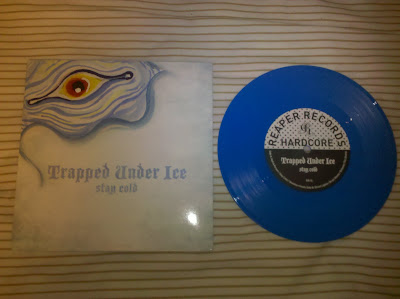 Trapped Under Ice
stay cold
REAPER RECORDS
HARDCORE
Trapped Under Ice
stay cold